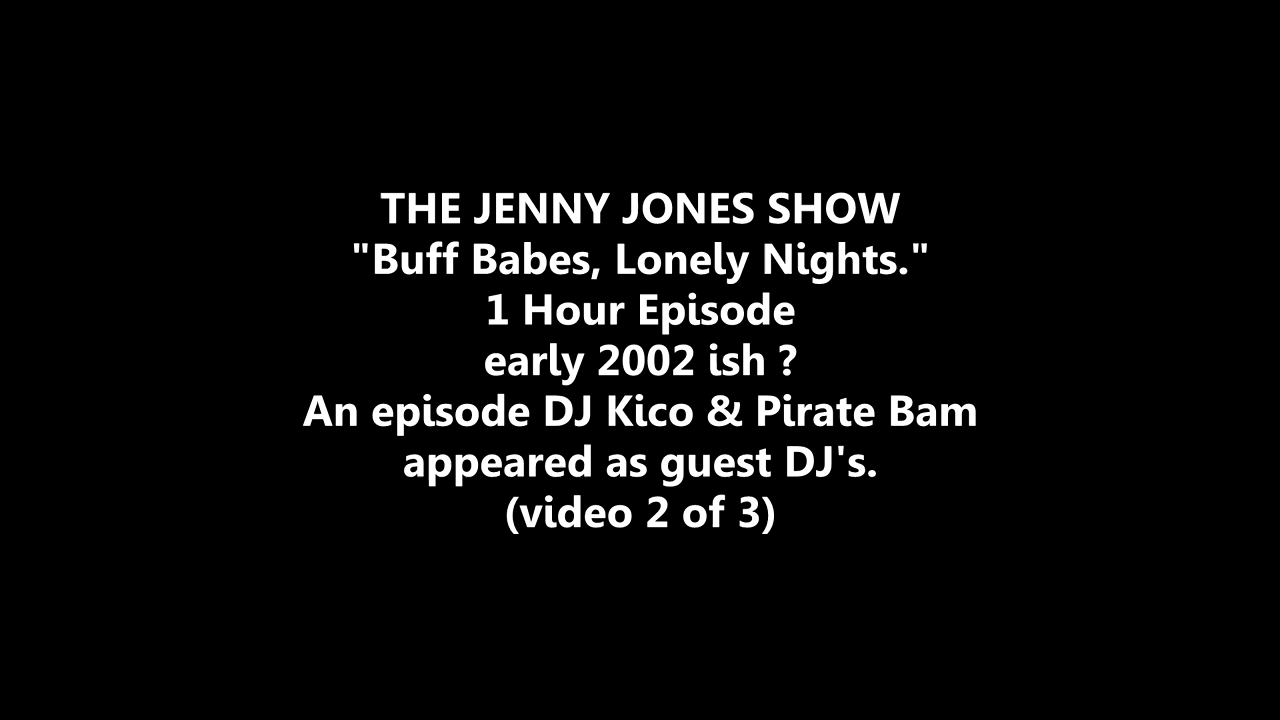 THE JENNY JONES SHOW
"Buff Babes, Lonely Nights."
1 Hour Episode
early 2002 ish ?
An episode DJ Kico & Pirate Bam
appeared as guest DJ's.
(video 2 of 3)